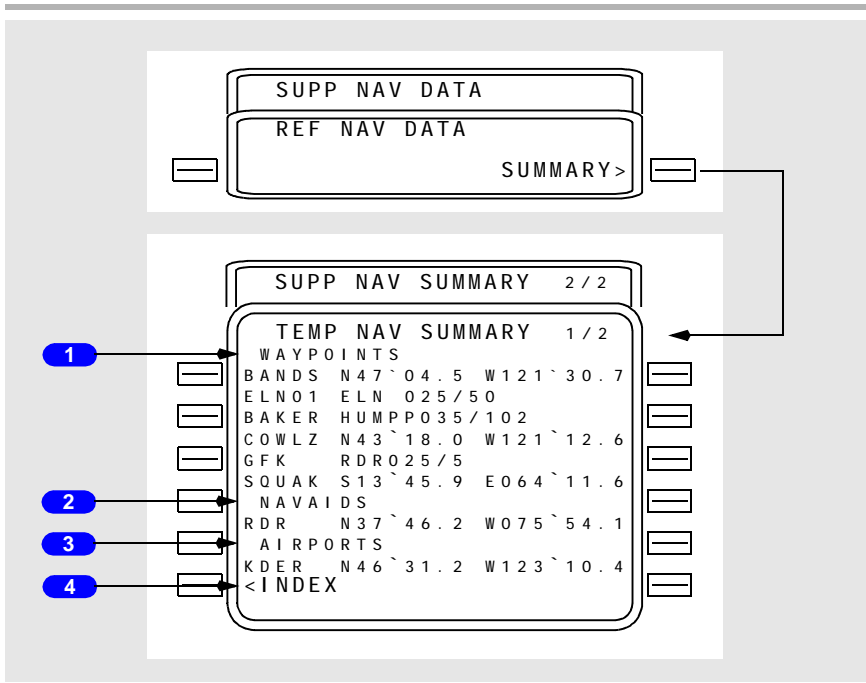 SUPP NAV DATA
REF NAV DATA
SUMMARY>
SUPP NAV SUMMARY 2/2
TEMP NAV SUMMARY 1/2
1
WAYPOINTS
BANDS N47`04.5 W121`30.7
ELN01 ELN 025/50
BAKER HUMPP035/102
COWLZ N43`18.0 W121`12.6
GFK RDR025/5
SQUAK S13`45.9 E064`11.6
2
NAVAIDS
RDR N37`46.2 W075`54.1
3
AIRPORTS
KDER N46`31.2 W123`10.4
4
<INDEX